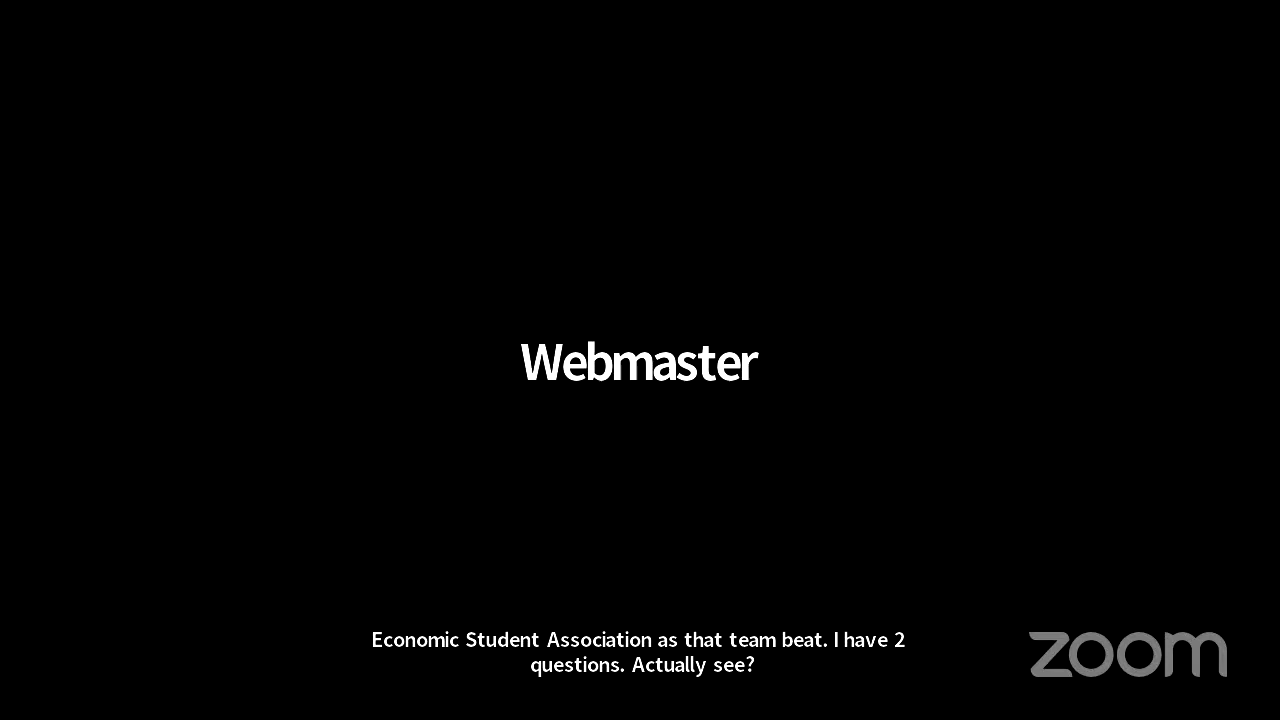 Webmaster
Economic Student Association as that team beat. I have 2
questions. Actually see?
zoom